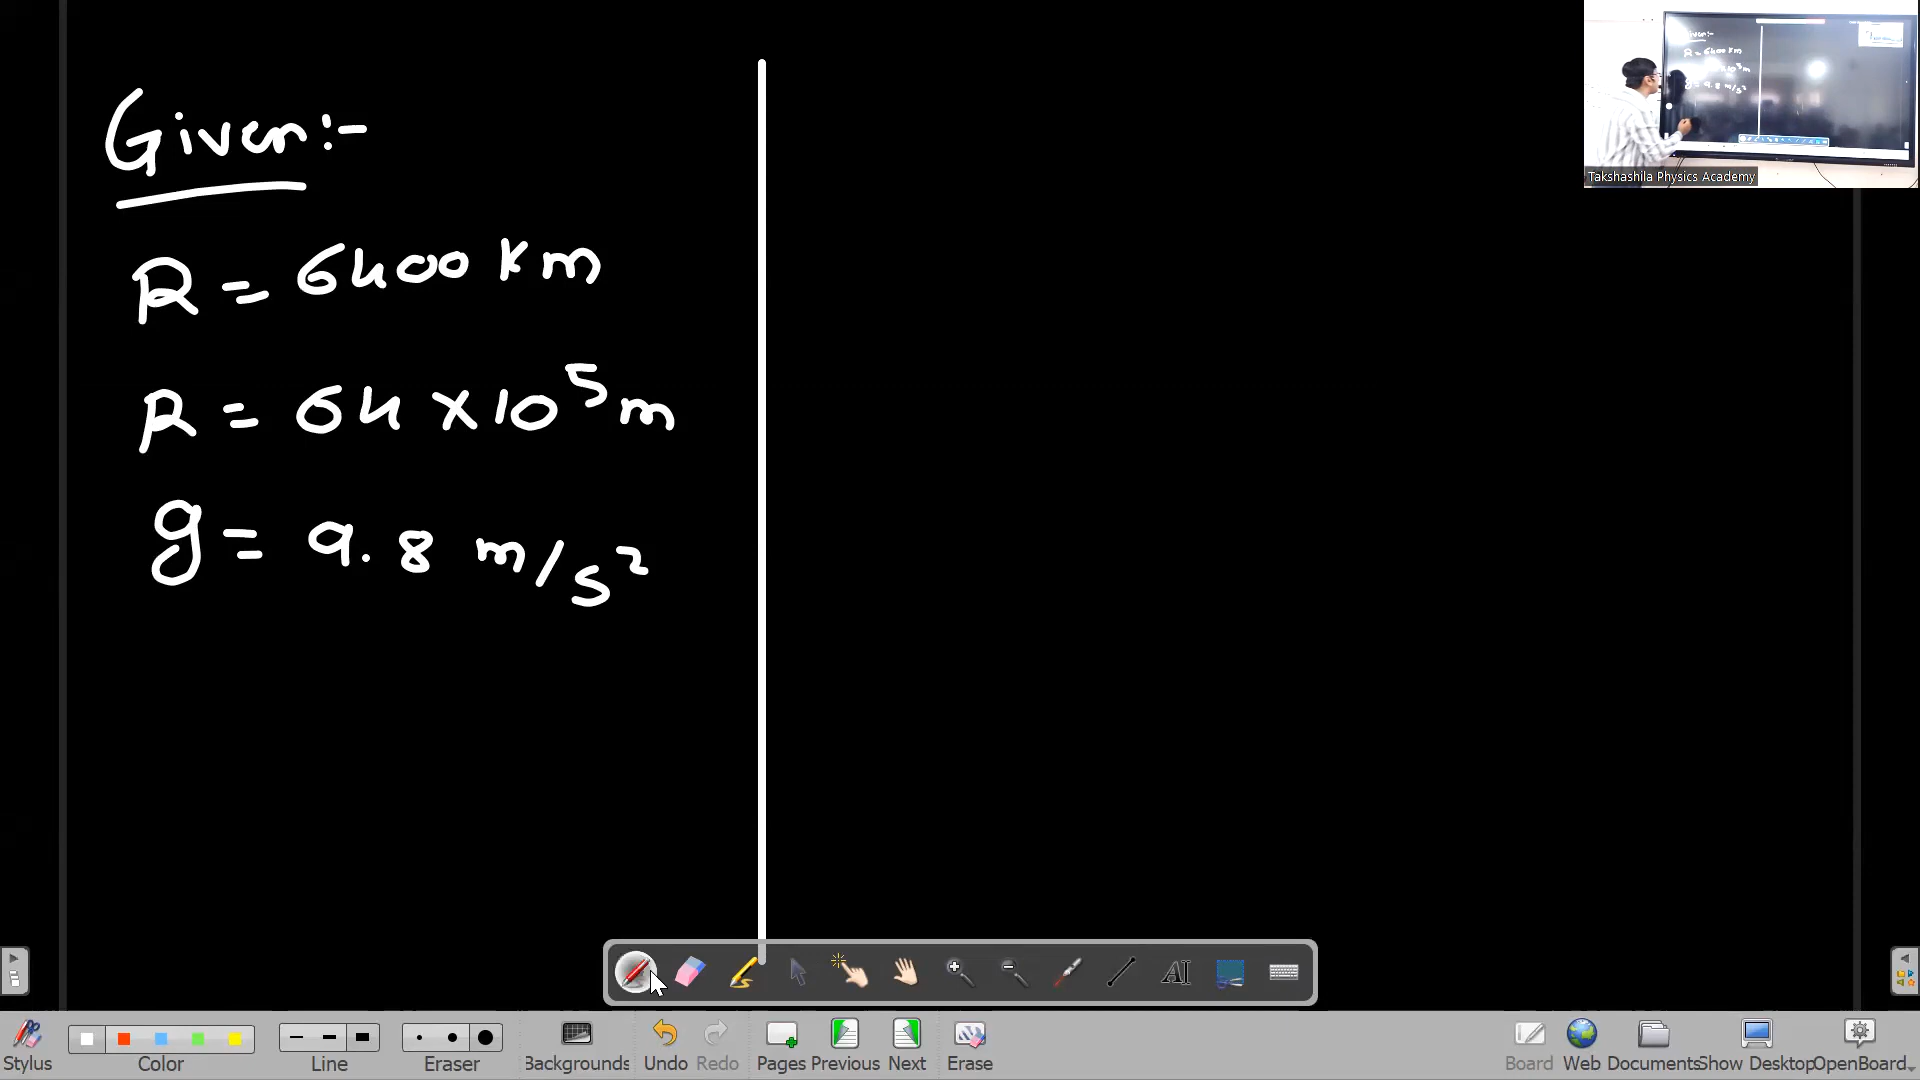 Given:-
R = 6400 Km
R = 64 × 10⁵ m
g = 9.8 m/s²
Takshashila Physics Academy
Stylus
Color
Line
Eraser
Backgrounds
Undo
Redo
Pages
Previous
Next
Erase
Board
Web
Documents
Show Desktop
OpenBoard